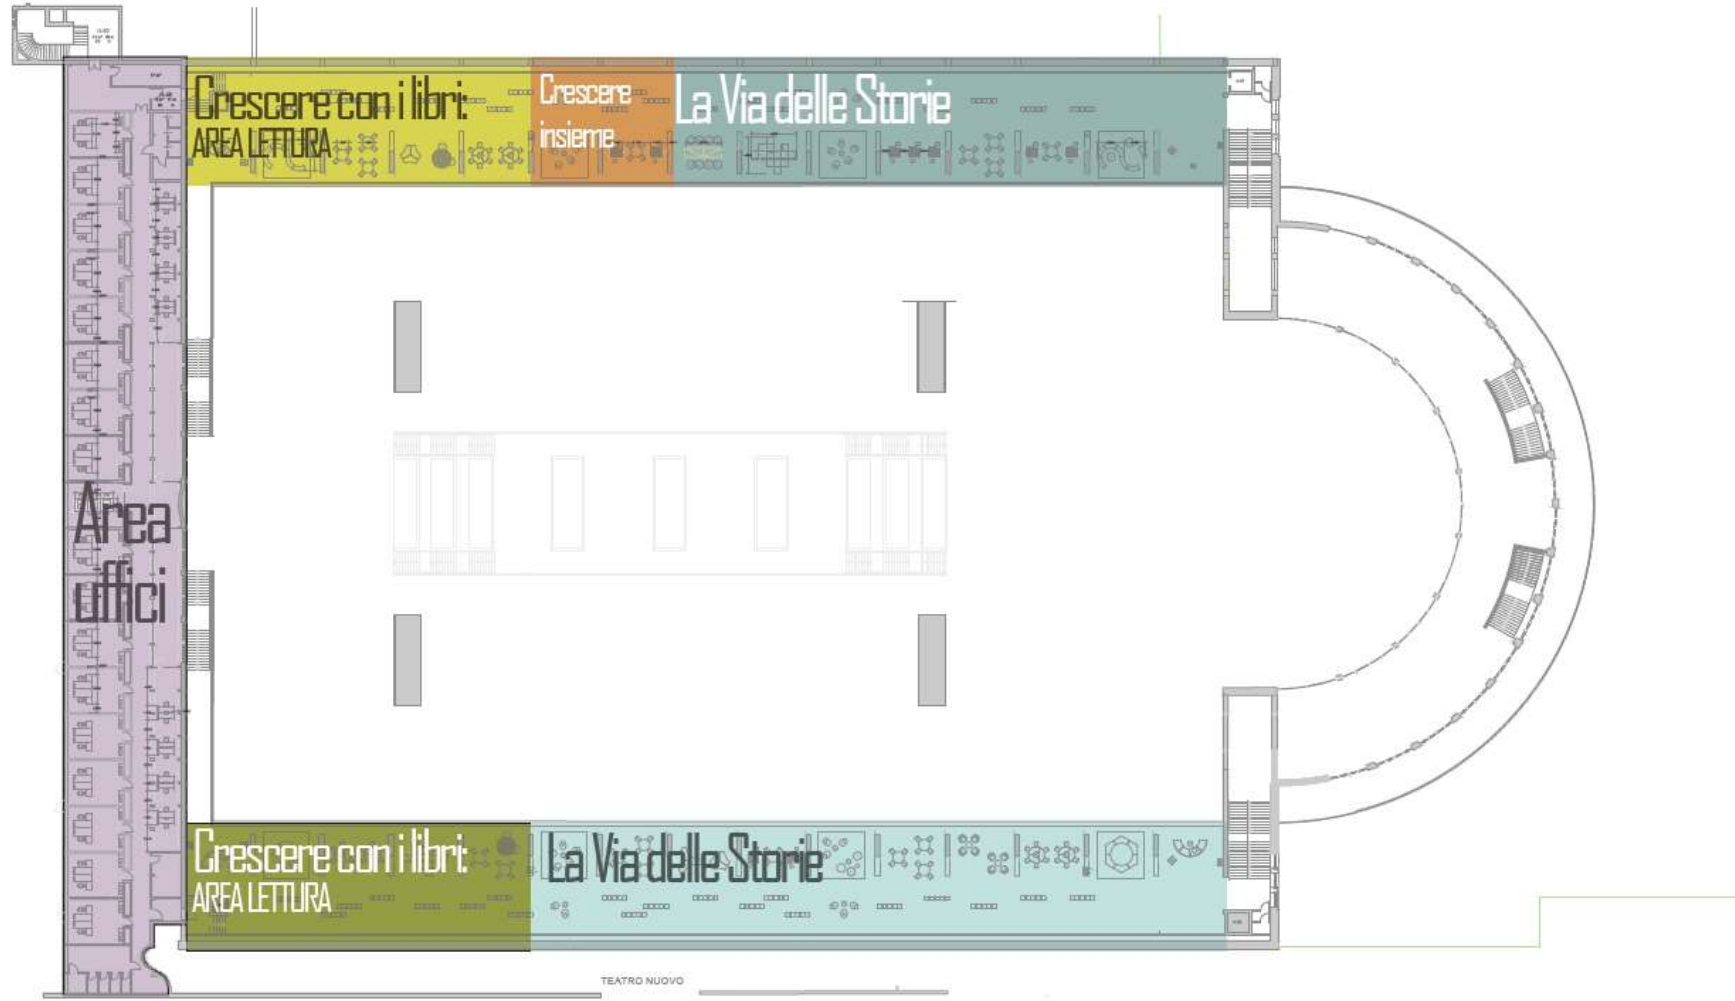 Crescere con i libri:
AREA LETTURA
Crescere
insieme
La Via delle Storie
Area
uffici
Crescere con i libri:
AREA LETTURA
La Via delle Storie
TEATRO NUOVO